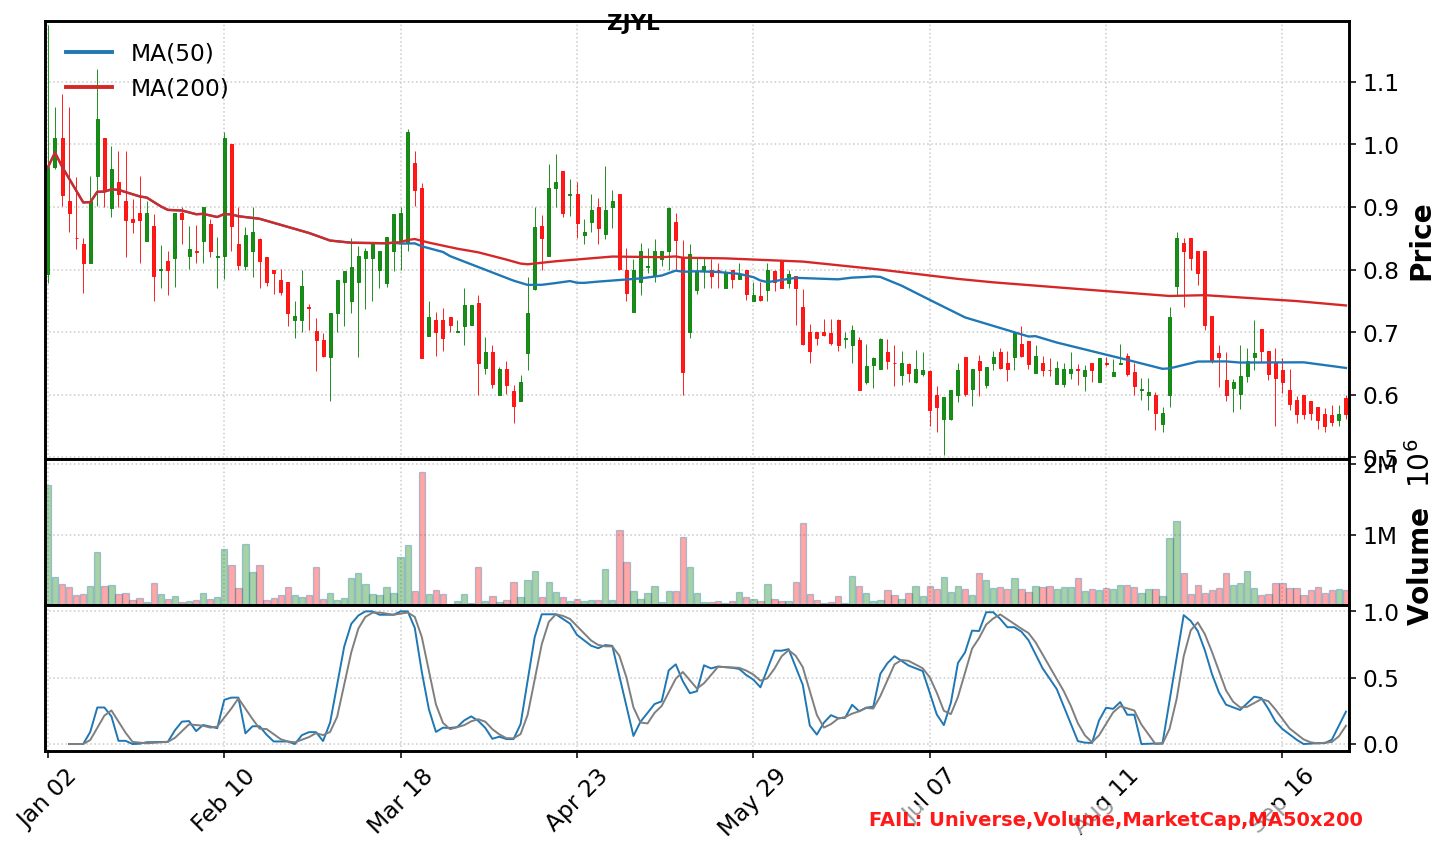 ZJYL
MA(50)
MA(200)
1.1
1.0
0.9
0.8
0.7
0.6
0.5
Price
2M
1M
Volume 10^6
1.0
0.5
0.0
Jan 02
Feb 10
Mar 18
Apr 23
May 29
Jul 07
Aug 11
Sep 16
FAIL: Universe,Volume,MarketCap,MA50x200